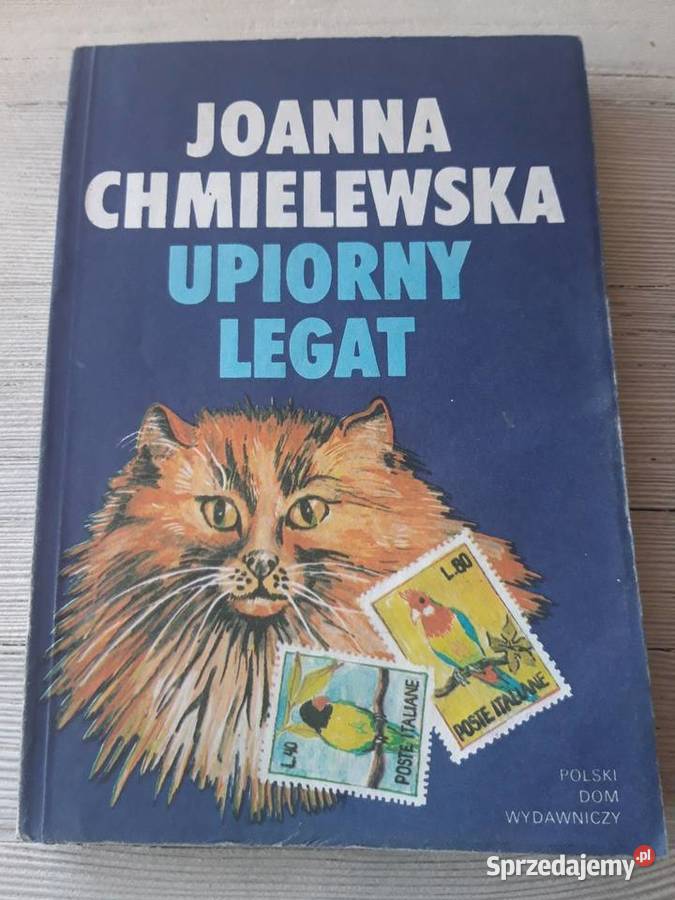 JOANNA
CHMIELEWSKA
UPIORNY
LEGAT
L.80
POSTE ITALIANE
L.40
POSTE ITALIANE
POLSKI
DOM
WYDAWNICZY
Sprzedajemy.pl